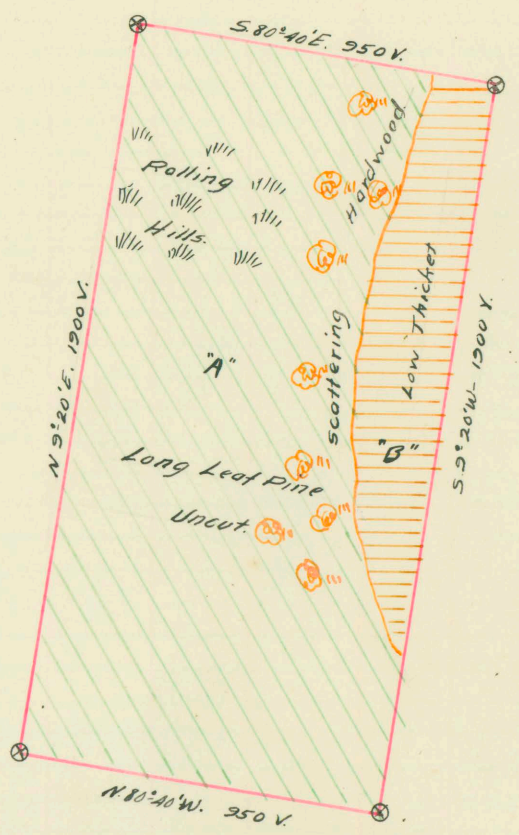 S. 80°40'E. 950 V.
Hardwood
Rolling
Hills.
N 9°20'E. 1900 V.
Low Thicket
scattering
"A"
S. 9°20'W- 1900 V.
"B"
Long Leaf Pine
Uncut.
N. 80°40'W. 950 V.